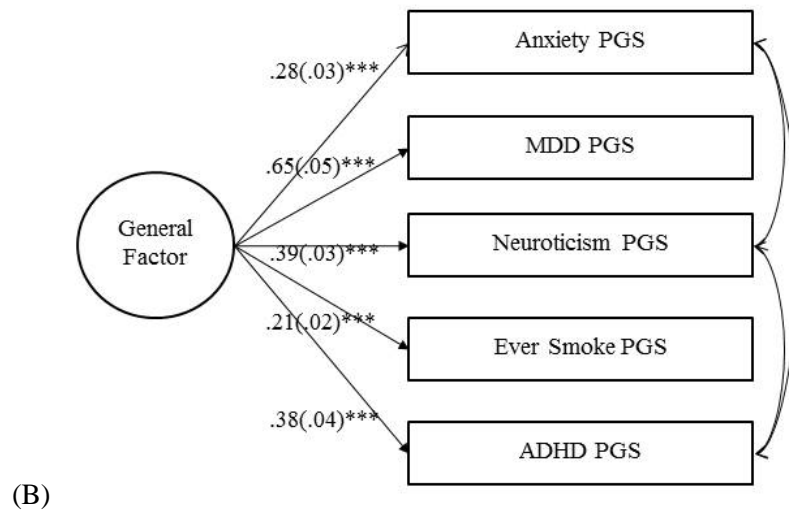 Anxiety PGS
.28(.03)***
MDD PGS
.65(.05)***
General
Factor
Neuroticism PGS
.39(.03)***
.21(.02)***
Ever Smoke PGS
.38(.04)***
ADHD PGS
(B)